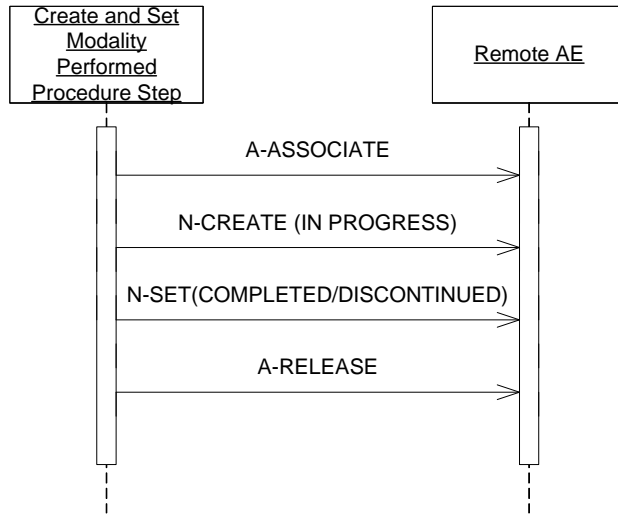 Create and Set
Modality
Performed
Procedure Step
Remote AE
A-ASSOCIATE
N-CREATE (IN PROGRESS)
N-SET(COMPLETED/DISCONTINUED)
A-RELEASE